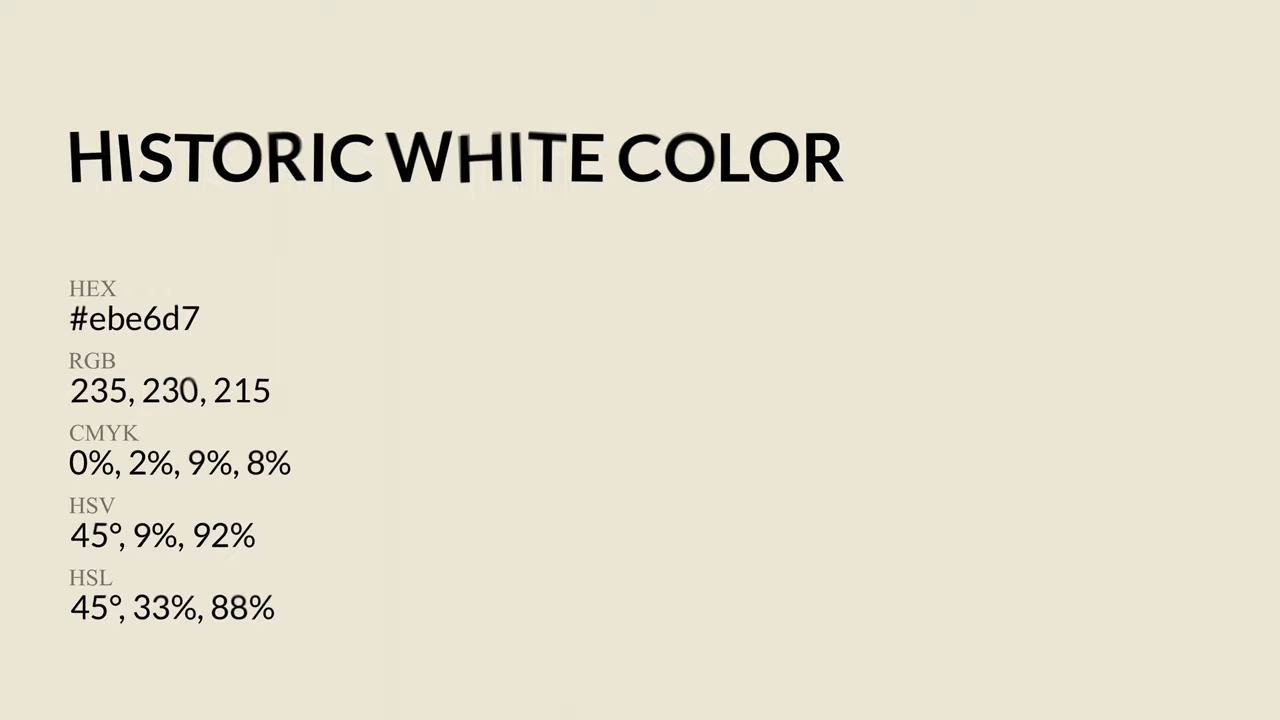 HISTORIC WHITE COLOR
HEX
#ebe6d7
RGB
235, 230, 215
CMYK
0%, 2%, 9%, 8%
HSV
45°, 9%, 92%
HSL
45°, 33%, 88%